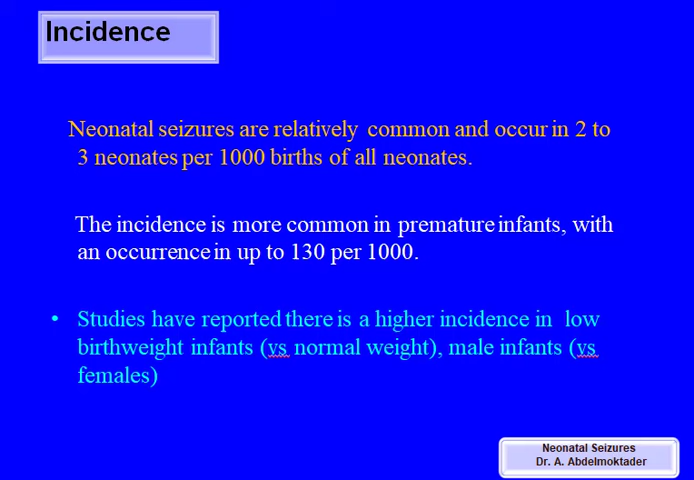 Incidence
Neonatal seizures are relatively common and occur in 2 to
3 neonates per 1000 births of all neonates.
The incidence is more common in premature infants, with
an occurrence in up to 130 per 1000.
• Studies have reported there is a higher incidence in low
birthweight infants (vs normal weight), male infants (vs
females)
Neonatal Seizures
Dr. A. Abdelmoktader